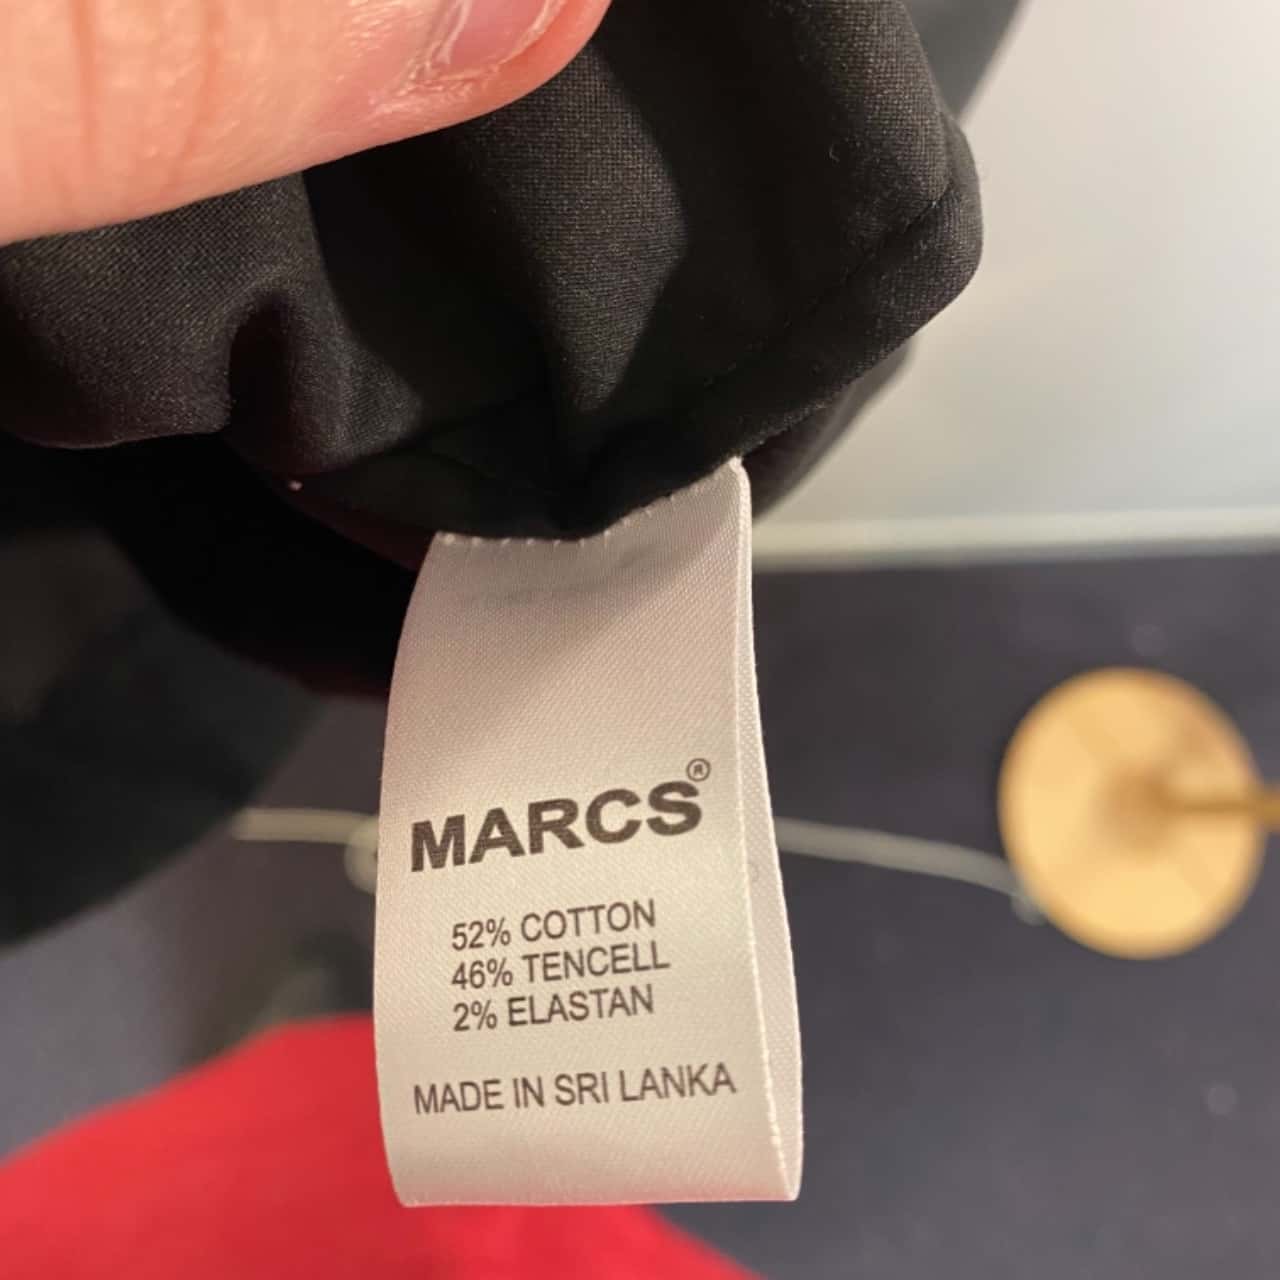 MARCS®
52% COTTON
46% TENCELL
2% ELASTAN
MADE IN SRI LANKA